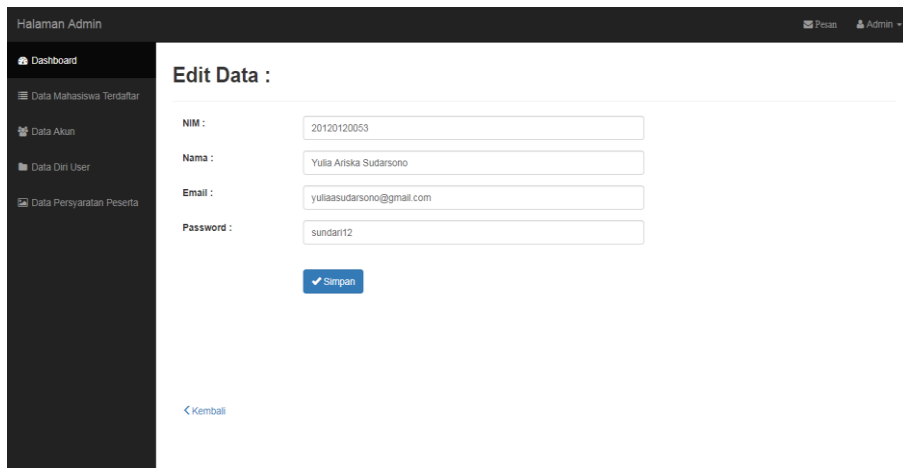 Halaman Admin
Pesan
Admin
Dashboard
Data Mahasiswa Terdaftar
Data Akun
Data Diri User
Data Persyaratan Peserta
Edit Data :
NIM :
20120120053
Nama :
Yulia Ariska Sudarsono
Email :
yuliaasudarsono@gmail.com
Password :
sundari12
Simpan
Kembali